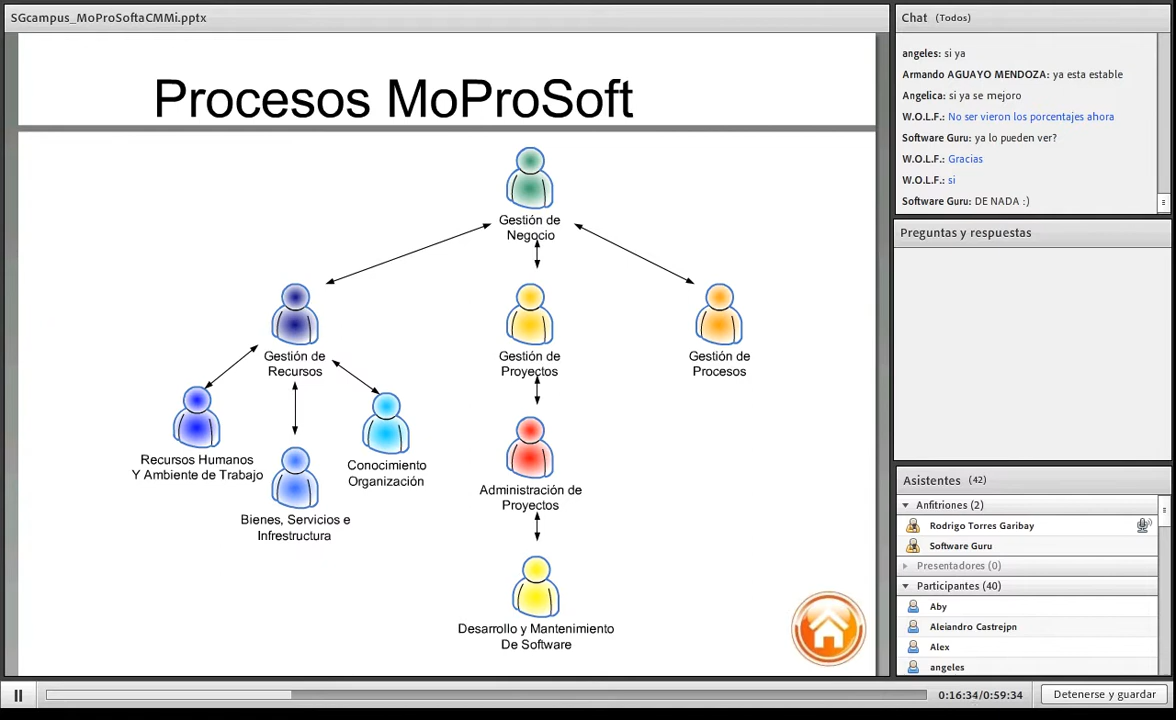 SGcampus_MoProSoftaCMMi.pptx
Procesos MoProSoft
Gestión de
Negocio
Gestión de
Recursos
Gestión de
Proyectos
Gestión de
Procesos
Recursos Humanos
Y Ambiente de Trabajo
Conocimiento
Organización
Bienes, Servicios e
Infrestructura
Administración de
Proyectos
Desarrollo y Mantenimiento
De Software
Chat (Todos)
angeles: si ya
Armando AGUAYO MENDOZA: ya esta estable
Angelica: si ya se mejoro
W.O.L.F.: No ser vieron los porcentajes ahora
Software Guru: ya lo pueden ver?
W.O.L.F.: Gracias
W.O.L.F.: si
Software Guru: DE NADA :)
Preguntas y respuestas
Asistentes (42)
Anfitriones (2)
Rodrigo Torres Garibay
Software Guru
Presentadores (0)
Participantes (40)
Aby
Aleiandro Castrejpn
Alex
angeles
0:16:34/0:59:34
Detenerse y guardar